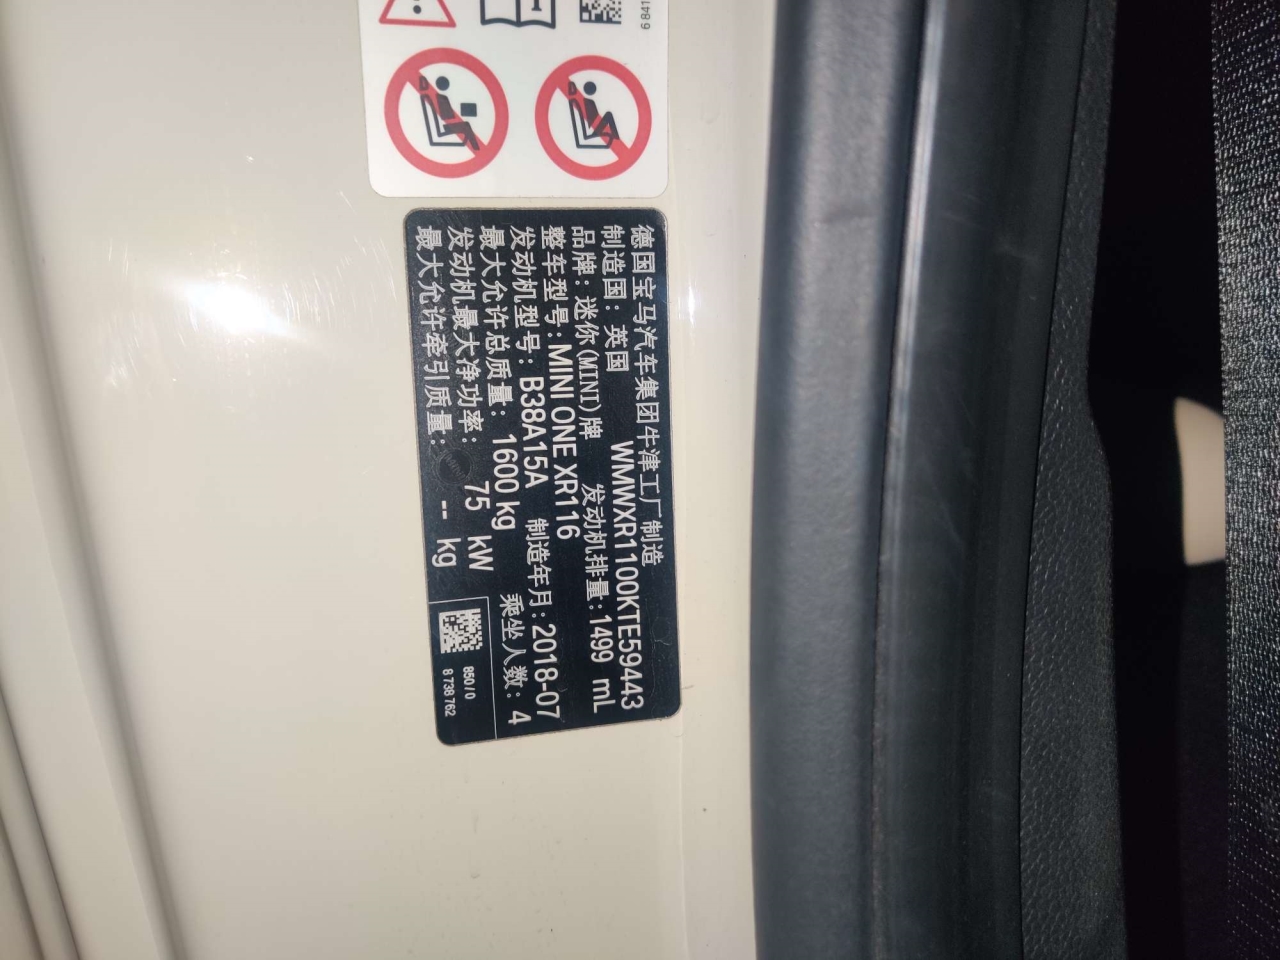 6 841
德国宝马汽车集团牛津工厂制造
制造国：英国 WMWXR1100KTE59443
品牌：迷你(MINI)牌 发动机排量:1499 mL
整车型号:MINI ONE XR116
发动机型号：B38A15A 制造年月:2018-07
最大允许总质量：1600 kg 乘坐人数：4
发动机最大净功率： 75 kW
最大允许牵引质量： -- kg
850 / 0
8 738 762